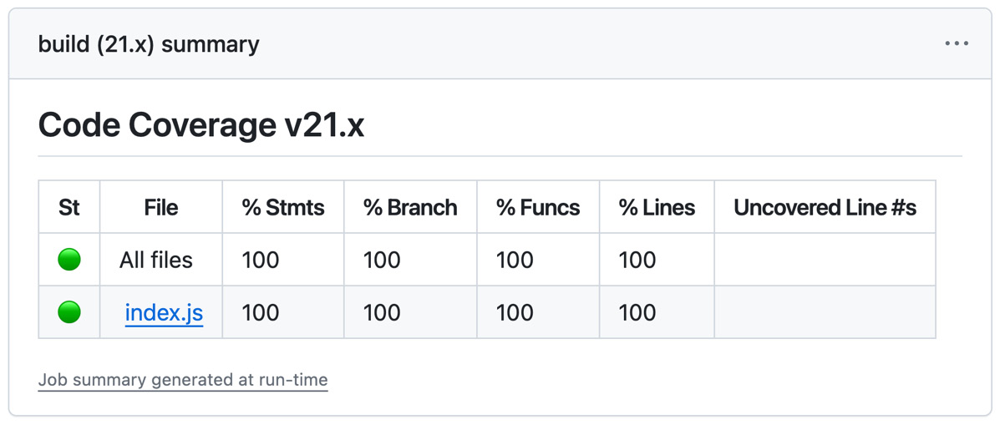 build (21.x) summary
Code Coverage v21.x
St File % Stmts % Branch % Funcs % Lines Uncovered Line #s
All files 100 100 100 100
index.js 100 100 100 100
Job summary generated at run-time